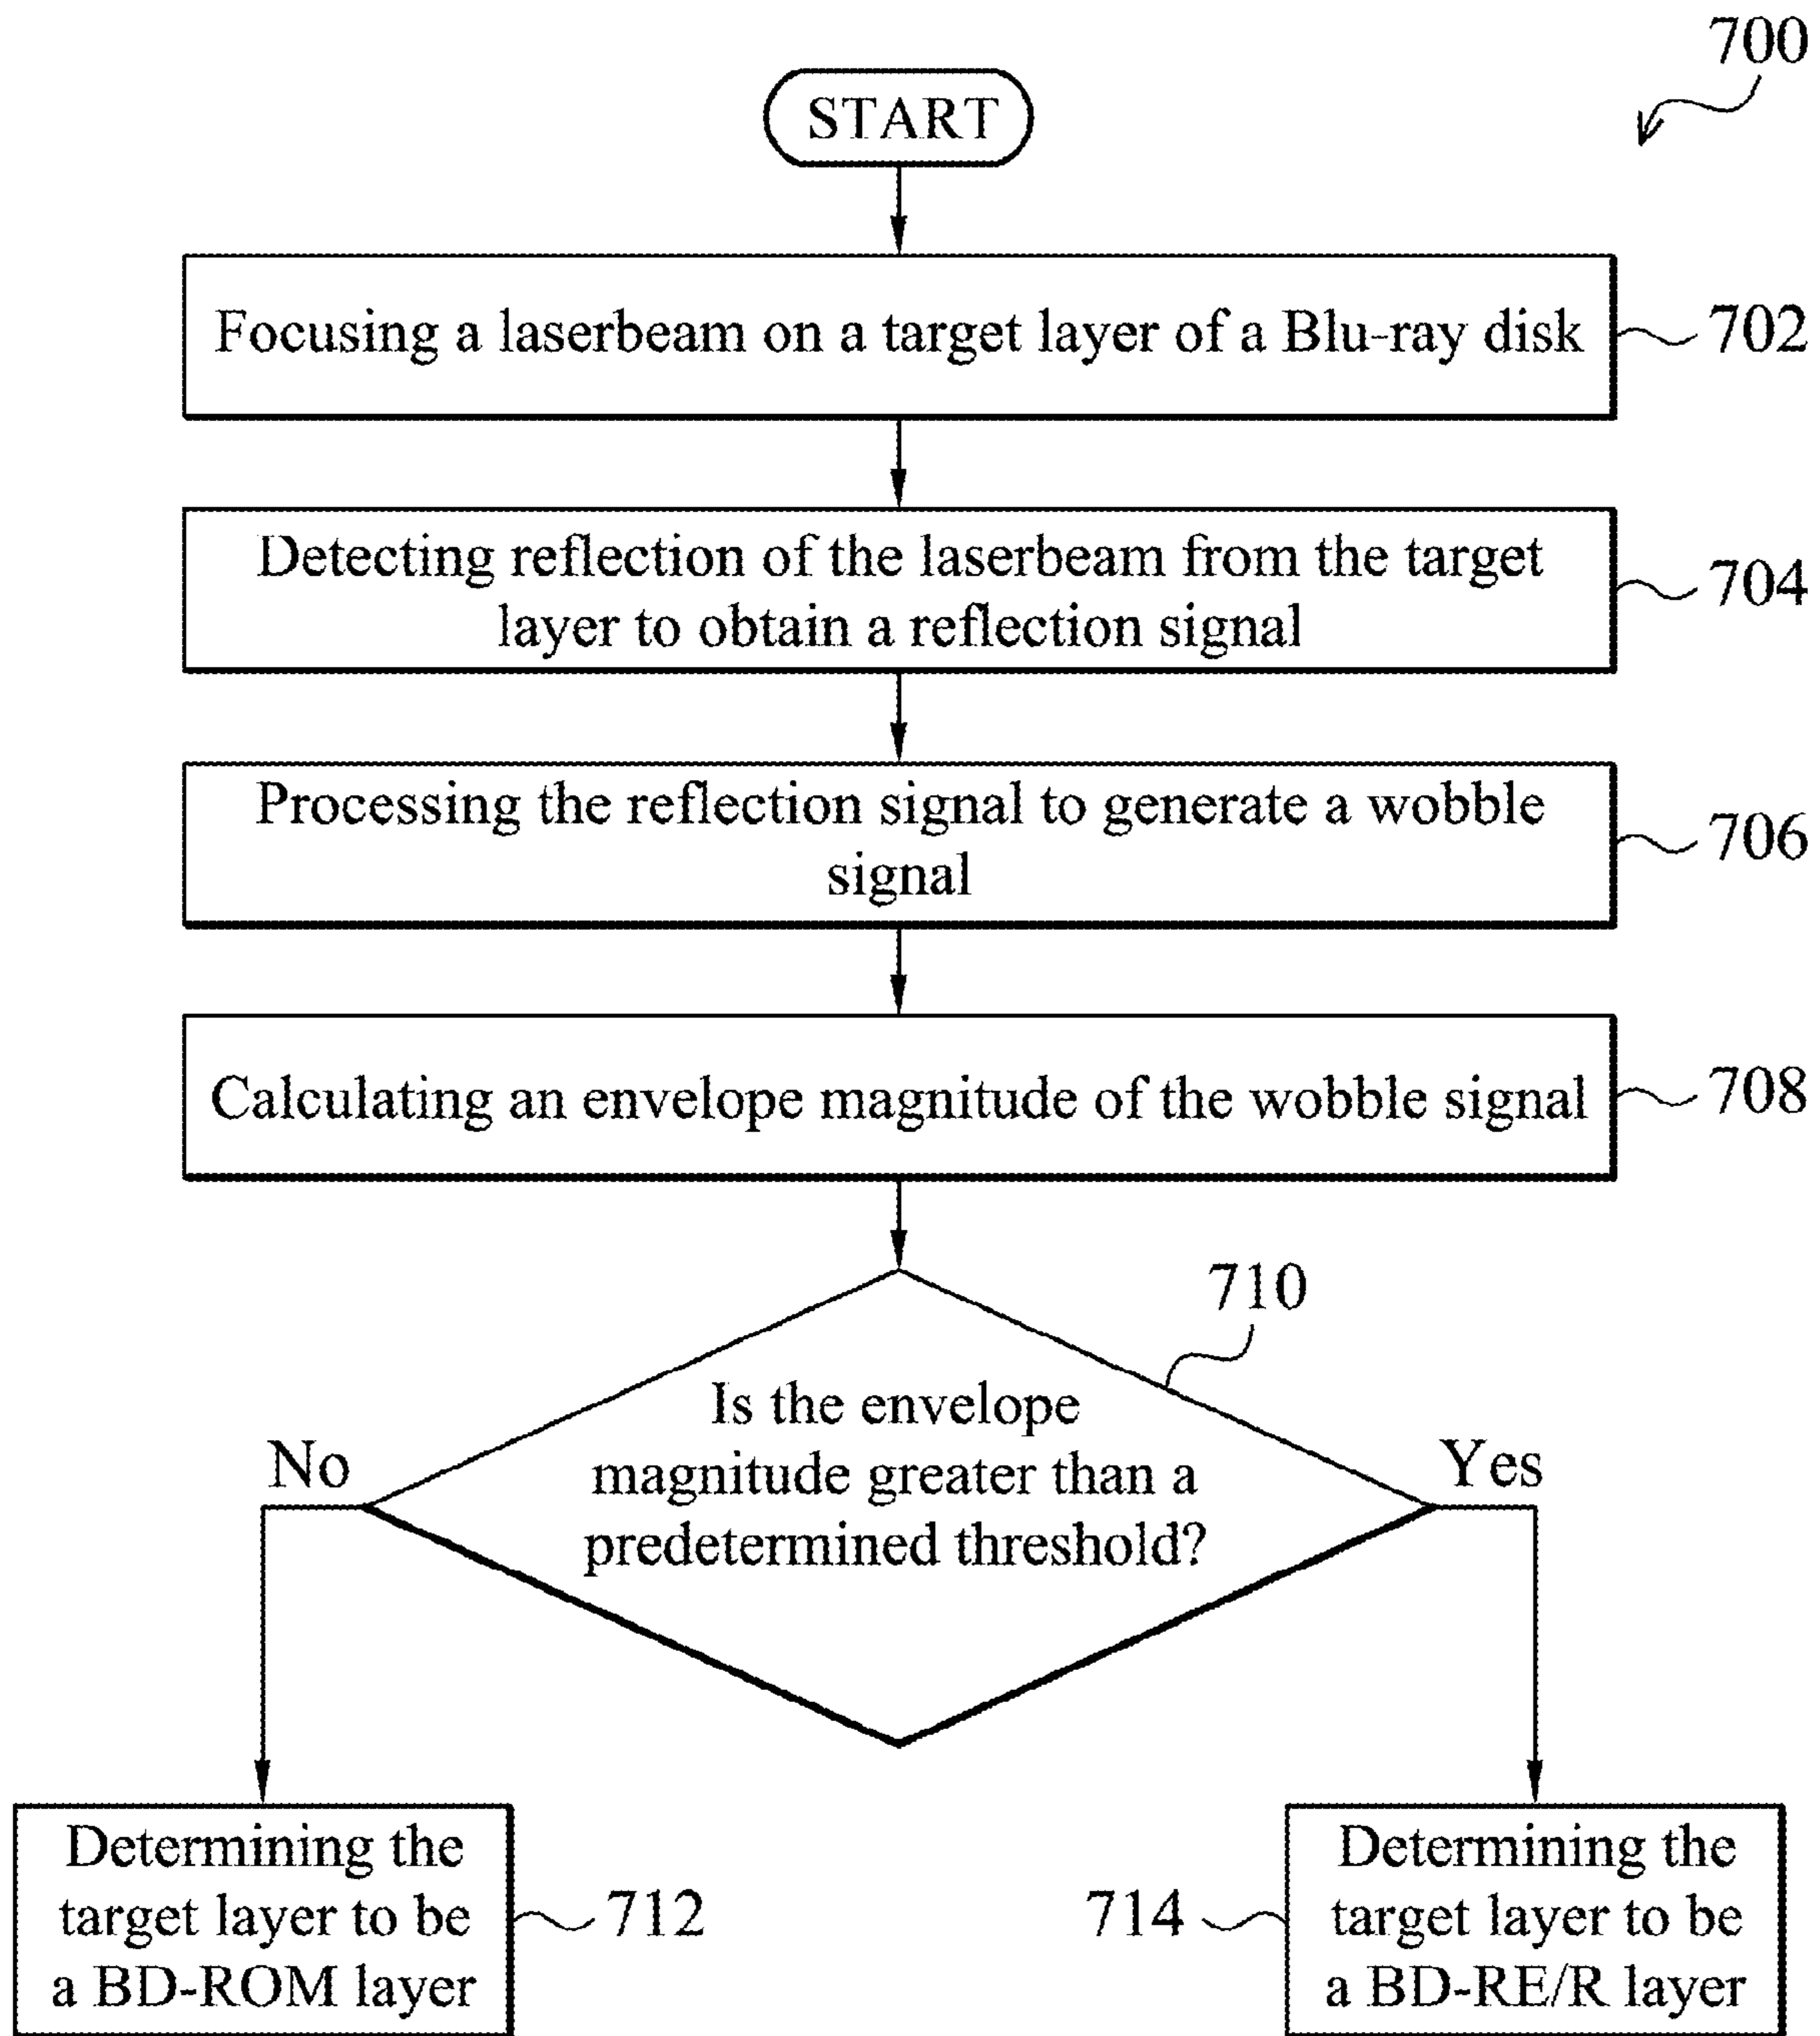 700
START
Focusing a laserbeam on a target layer of a Blu-ray disk
702
Detecting reflection of the laserbeam from the target
layer to obtain a reflection signal
704
Processing the reflection signal to generate a wobble
signal
706
Calculating an envelope magnitude of the wobble signal
708
710
Is the envelope
magnitude greater than a
predetermined threshold?
No
Yes
Determining the
target layer to be
a BD-ROM layer
712
714
Determining the
target layer to be
a BD-RE/R layer